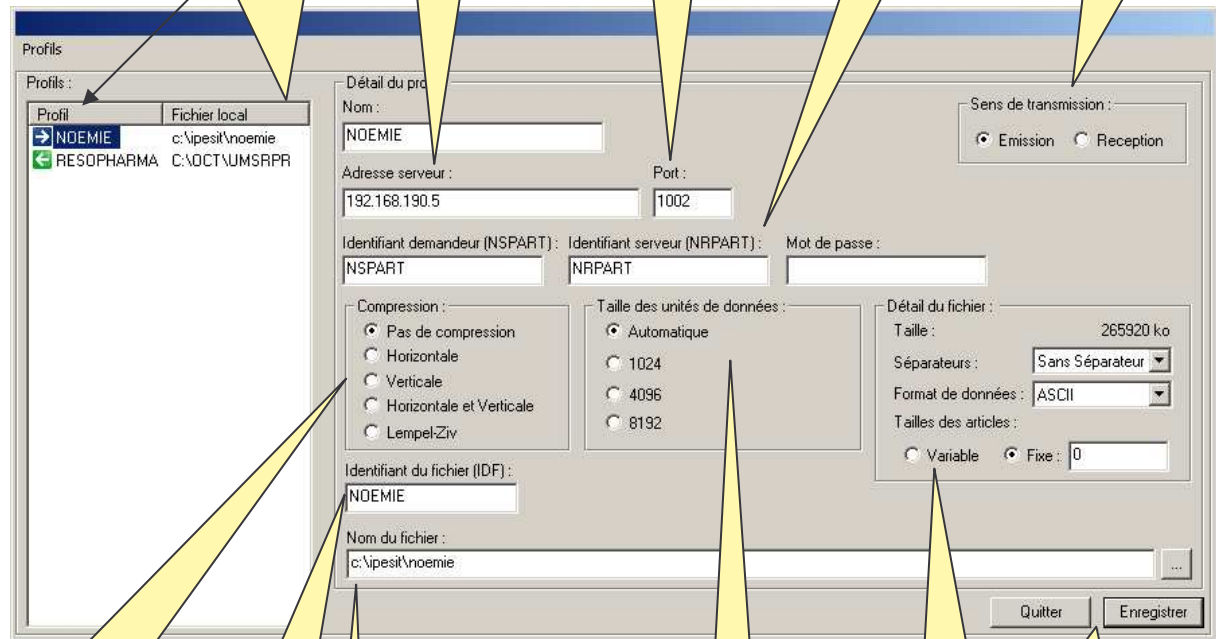 Profils
Profils :
Profil Fichier local
NOEMIE c:\ipesit\noemie
RESOPHARMA C:\OCT\UMSRPR
Détail du pro
Nom :
NOEMIE
Sens de transmission :
Emission Reception
Adresse serveur : Port :
192.168.190.5 1002
Identifiant demandeur (NSPART) : Identifiant serveur (NRPART) : Mot de passe :
NSPART NRPART
Compression :
Pas de compression
Horizontale
Verticale
Horizontale et Verticale
Lempel-Ziv
Taille des unités de données :
Automatique
1024
4096
8192
Détail du fichier :
Taille : 265920 ko
Séparateurs : Sans Séparateur
Format de données : ASCII
Tailles des articles :
Variable Fixe : 0
Identifiant du fichier (IDF) :
NOEMIE
Nom du fichier :
c:\ipesit\noemie ...
Quitter Enregistrer